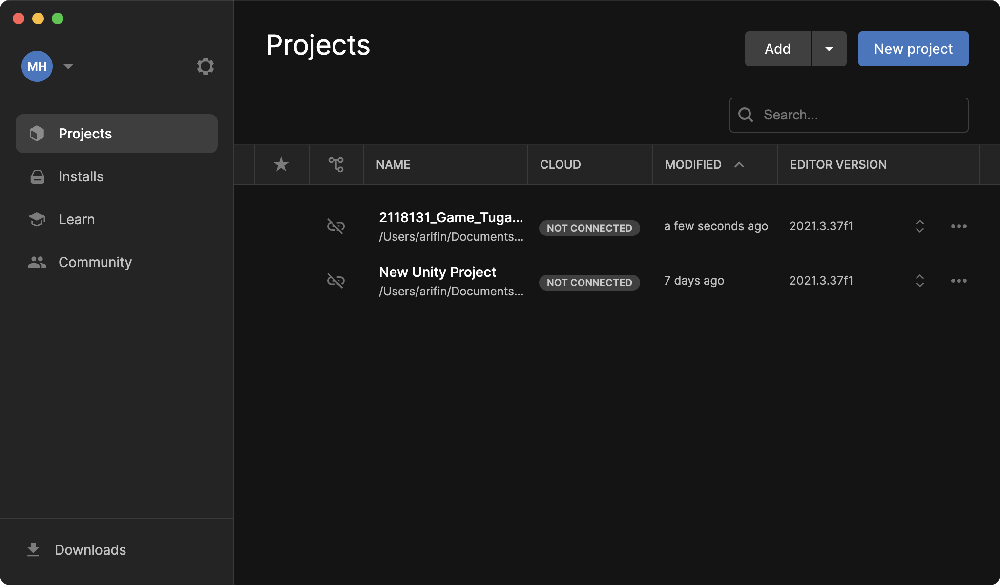 MH
Projects
Installs
Learn
Community
Downloads
Projects
Add
New project
Search...
NAME CLOUD MODIFIED EDITOR VERSION
2118131_Game_Tuga...
/Users/arifin/Documents...
NOT CONNECTED
a few seconds ago
2021.3.37f1
New Unity Project
/Users/arifin/Documents...
NOT CONNECTED
7 days ago
2021.3.37f1